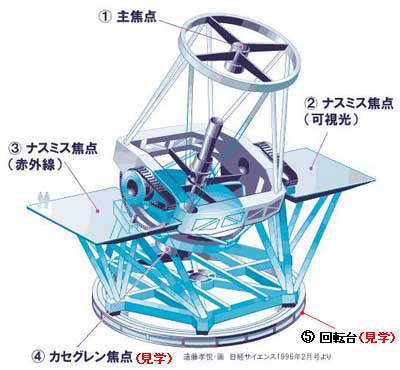 ① 主焦点
② ナスミス焦点
(可視光)
③ ナスミス焦点
(赤外線)
④ カセグレン焦点 (見学)
遠藤孝悦・画 日経サイエンス1996年2月号より
⑤ 回転台(見学)